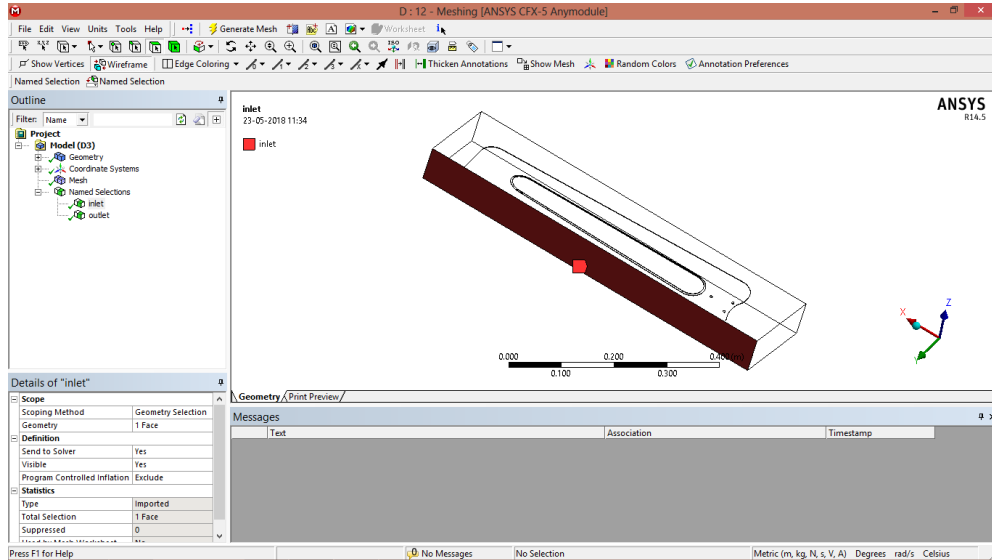 D : 12 - Meshing [ANSYS CFX-5 Anymodule]
File Edit View Units Tools Help Generate Mesh A Worksheet
Show Vertices Wireframe Edge Coloring Thicken Annotations Show Mesh Random Colors Annotation Preferences
Named Selection Named Selection
Outline
Filter: Name
Project
Model (D3)
Geometry
Coordinate Systems
Mesh
Named Selections
inlet
outlet
inlet
23-05-2018 11:34
inlet
ANSYS
R14.5
X
Z
Y
0.000 0.200 0.400 (m)
0.100 0.300
Geometry Print Preview
Details of "inlet"
Scope
Scoping Method Geometry Selection
Geometry 1 Face
Definition
Send to Solver Yes
Visible Yes
Program Controlled Inflation Exclude
Statistics
Type Imported
Total Selection 1 Face
Suppressed 0
Used by Mesh Worksheet No
Messages
Text Association Timestamp
Press F1 for Help 0 No Messages No Selection Metric (m, kg, N, s, V, A) Degrees rad/s Celsius